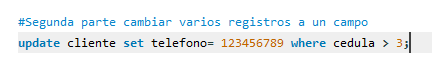 #Segunda parte cambiar varios registros a un campo
update cliente set telefono= 123456789 where cedula > 3;